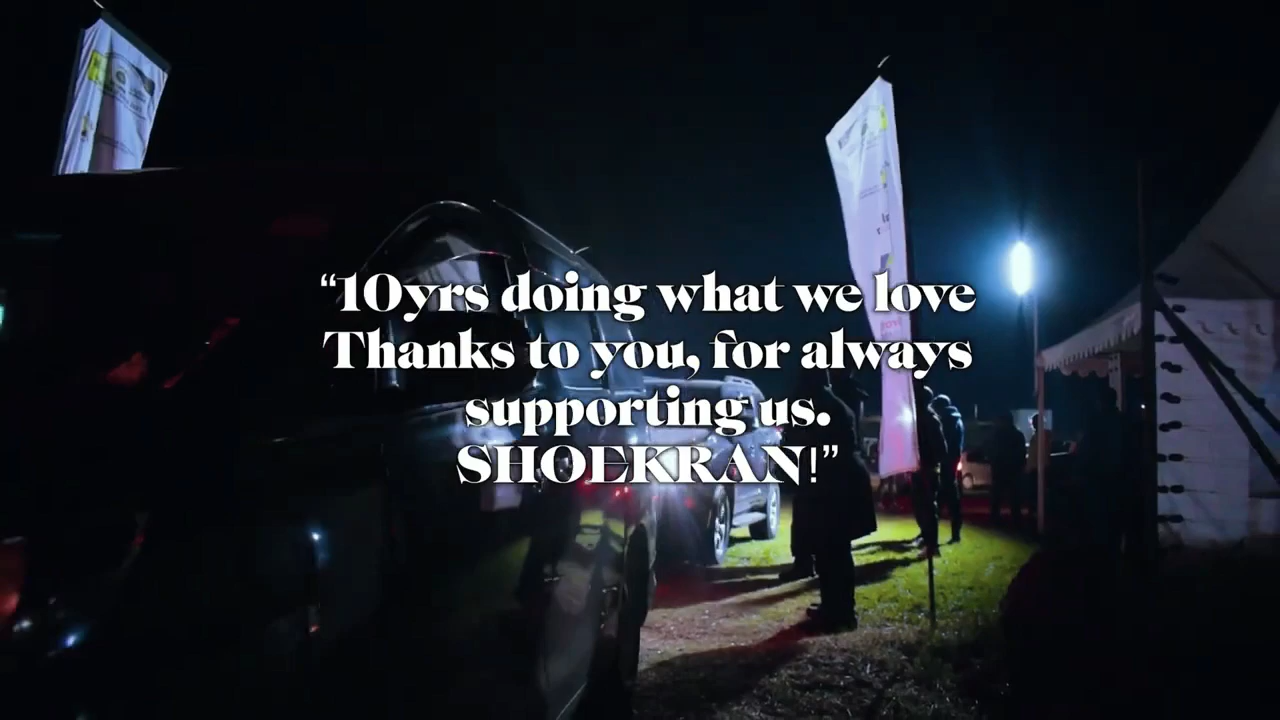 “10yrs doing what we love
Thanks to you, for always
supporting us.
SHOEKRAN!”